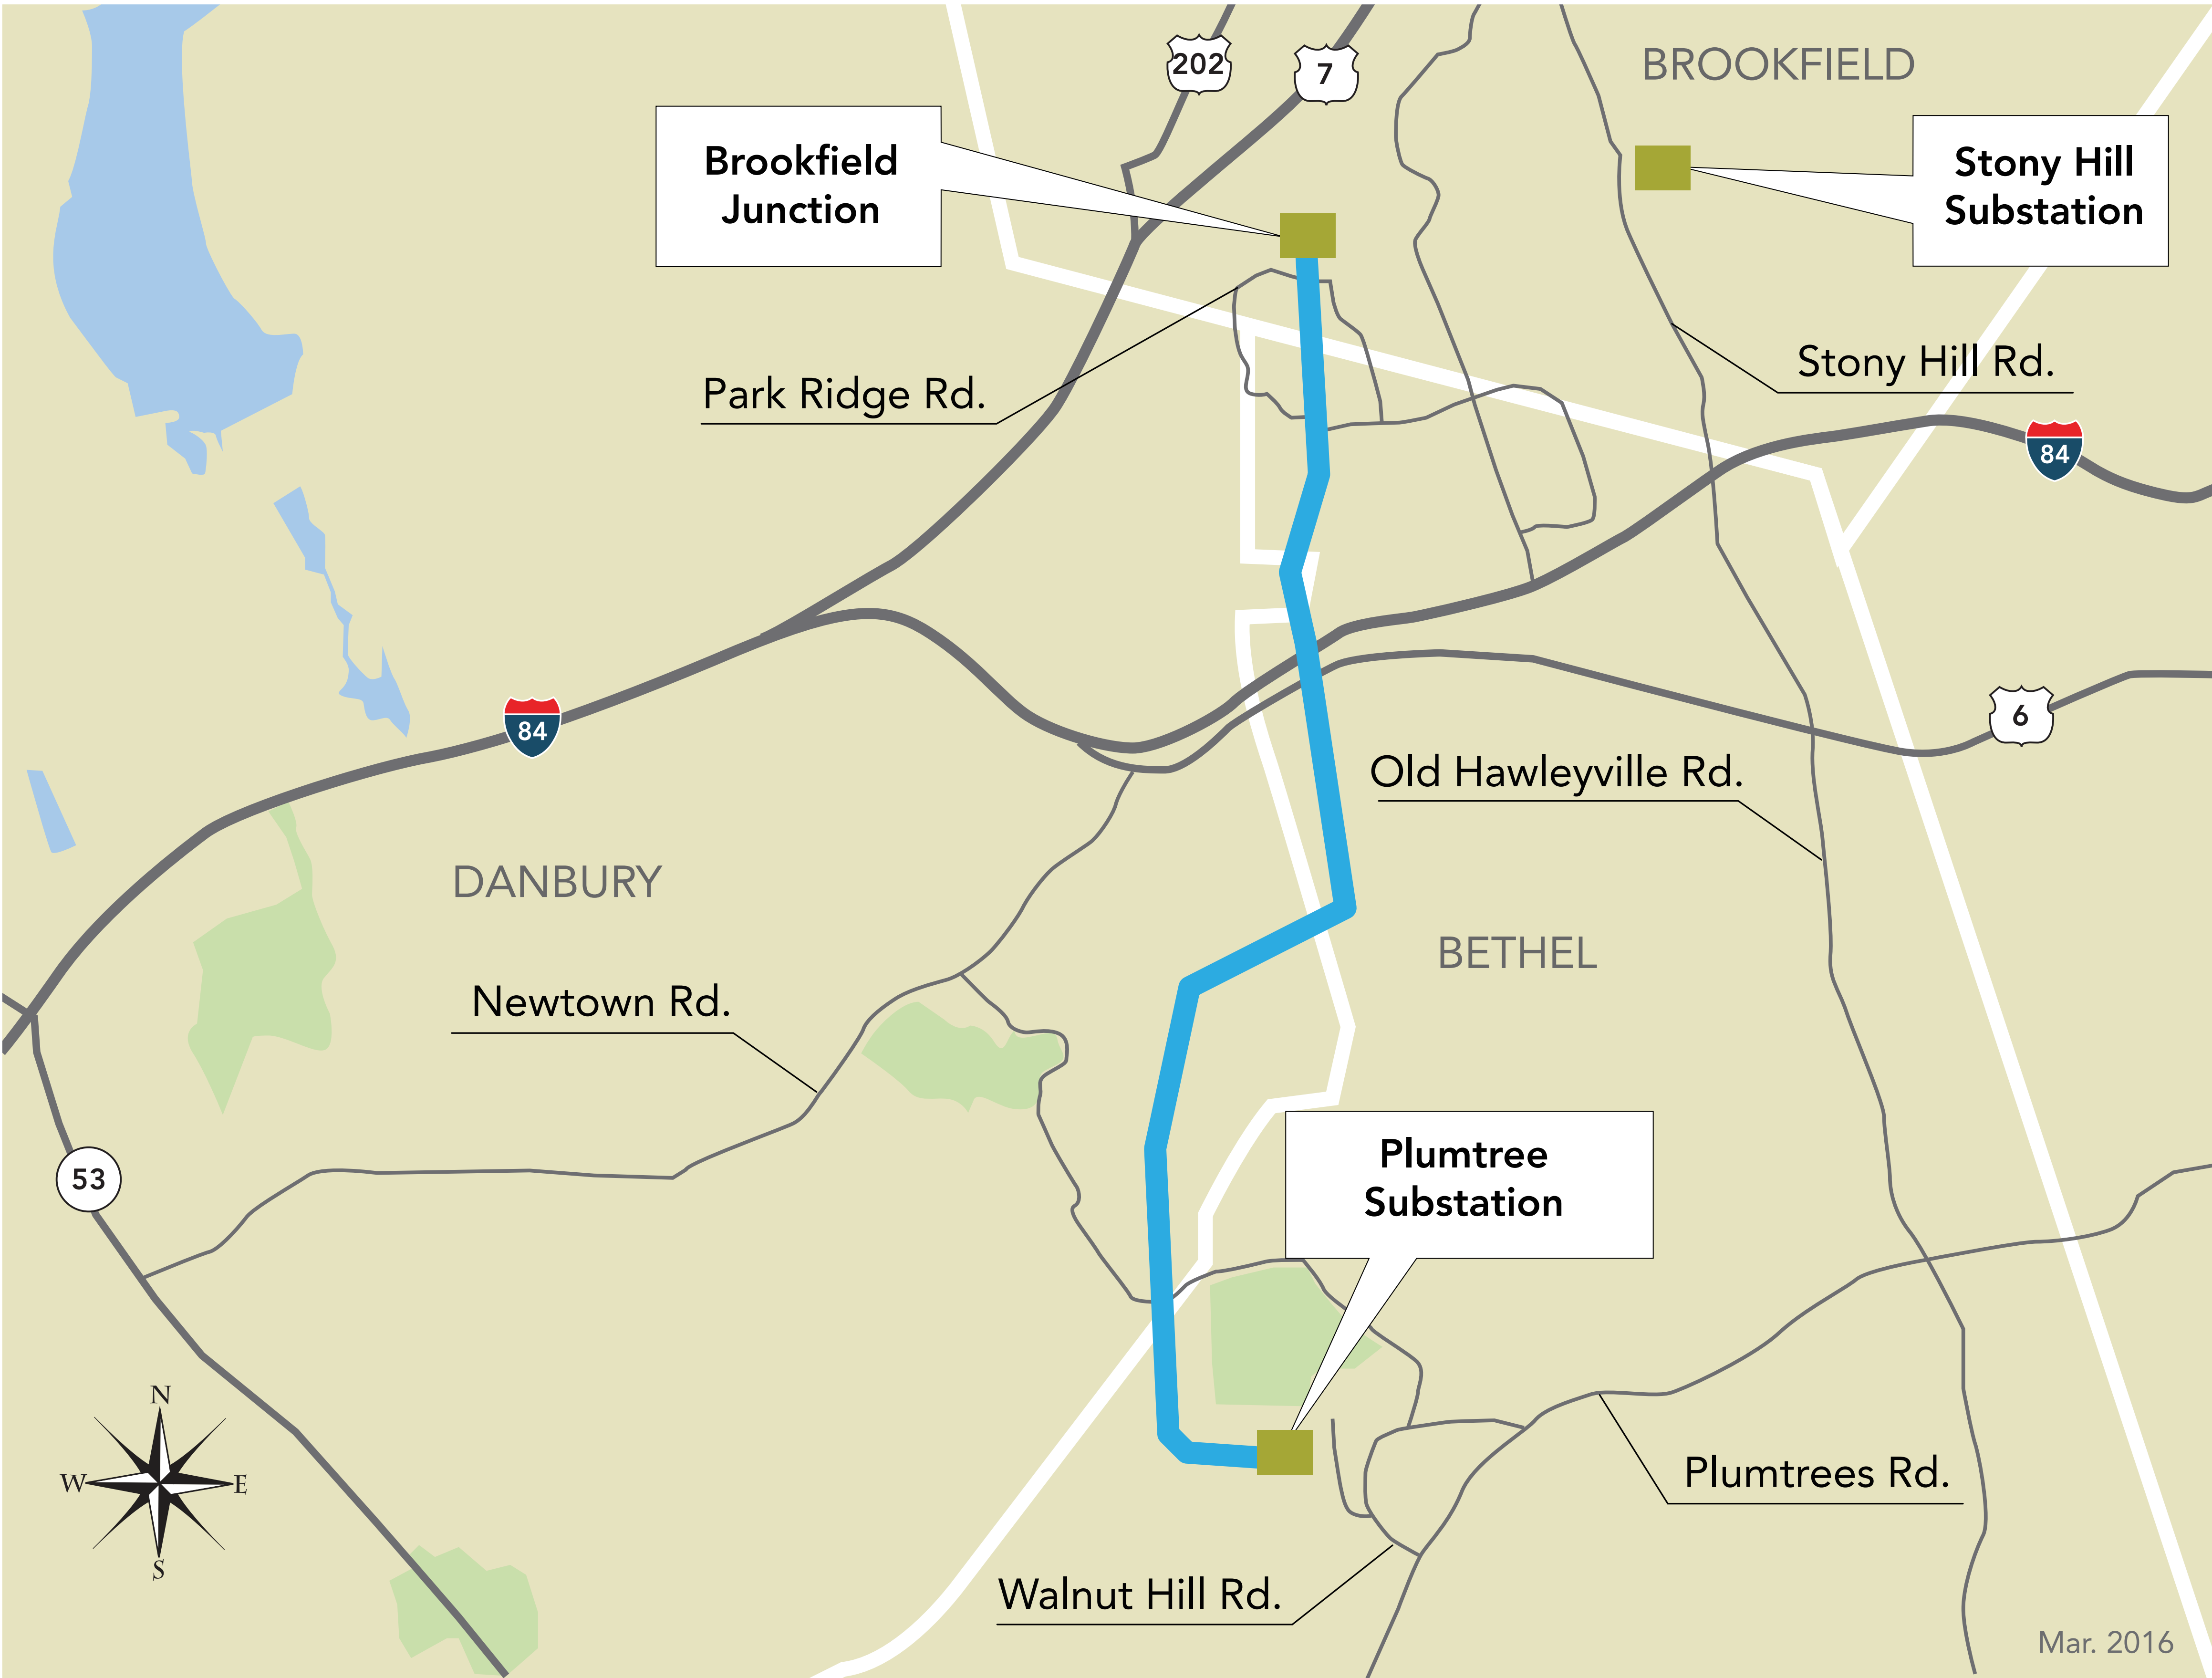 202
7
BROOKFIELD
Brookfield
Junction
Stony Hill
Substation
Park Ridge Rd.
Stony Hill Rd.
84
84
6
Old Hawleyville Rd.
DANBURY
BETHEL
Newtown Rd.
53
Plumtree
Substation
N
W
E
S
Plumtrees Rd.
Walnut Hill Rd.
Mar. 2016